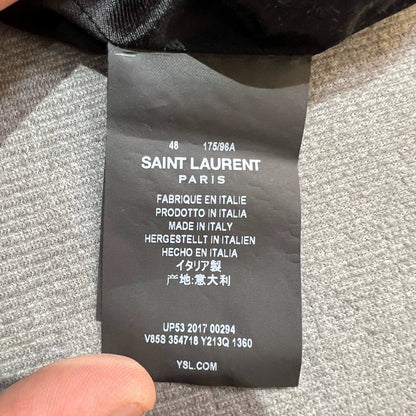 48 175/96A
SAINT LAURENT
PARIS
FABRIQUE EN ITALIE
PRODOTTO IN ITALIA
MADE IN ITALY
HERGESTELLT IN ITALIEN
HECHO EN ITALIA
イタリア製
产地:意大利
UP53 2017 00294
V85S 354718 Y213Q 1360
YSL.COM